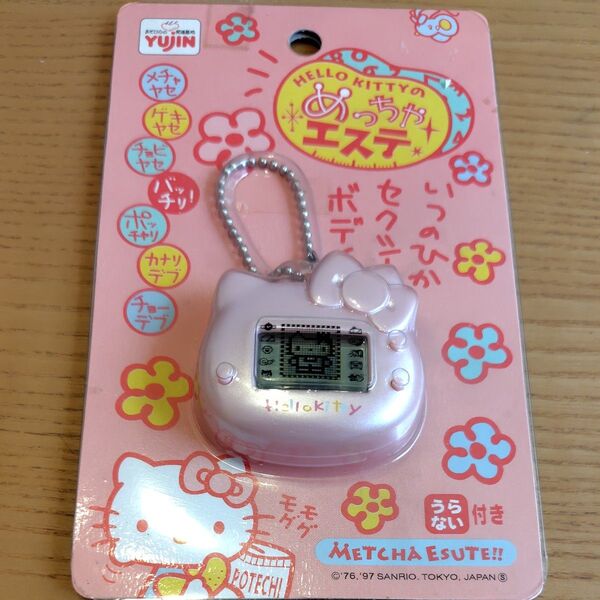 YUJIN
HELLO KITTYの
めっちゃ
エステ
メチャ
ヤセ
ゲキ
ヤセ
チョビ
ヤセ
バッ
チリ!
ポッ
チャリ
カナリ
デブ
チョー
デブ
いつのひか
セクシ
ボデ
Hello Kitty
モグ
モグ
POTECHI
うら
ない
付き
METCHA ESUTE!!
©'76,'97 SANRIO. TOKYO, JAPAN Ⓢ